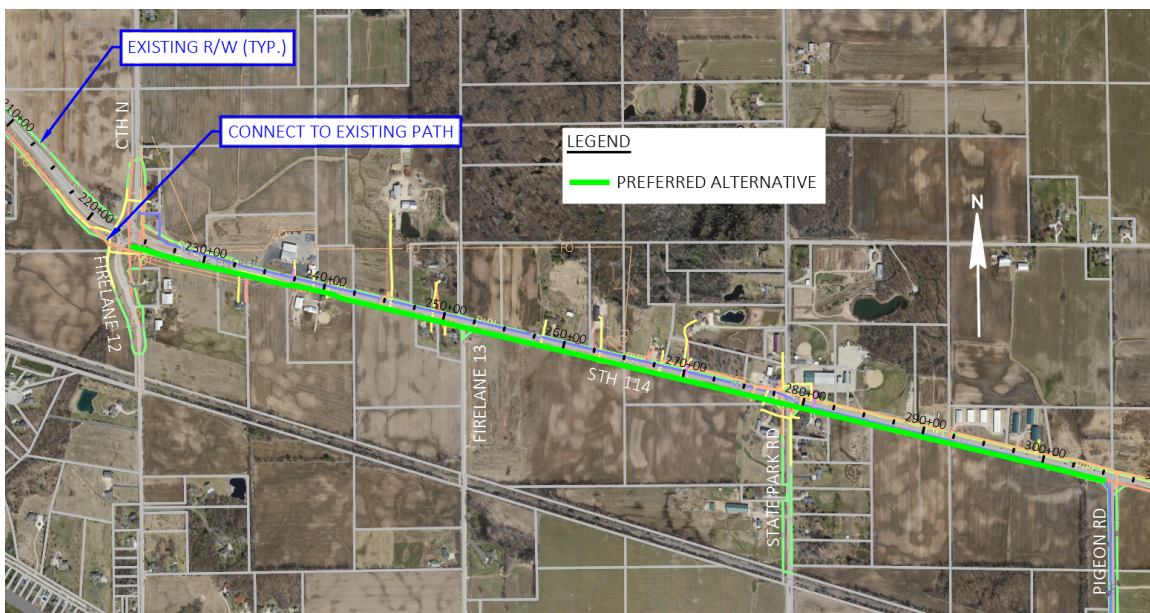 EXISTING R/W (TYP.)
CTH N
210+00
CONNECT TO EXISTING PATH
LEGEND
PREFERRED ALTERNATIVE
N
220+00
230+00
FO
FO
FIRELANE 12
240+00
250+00
260+00
FIRELANE 13
STH 114
270+00
280+00
290+00
300+00
STATE PARK RD
PIGEON RD